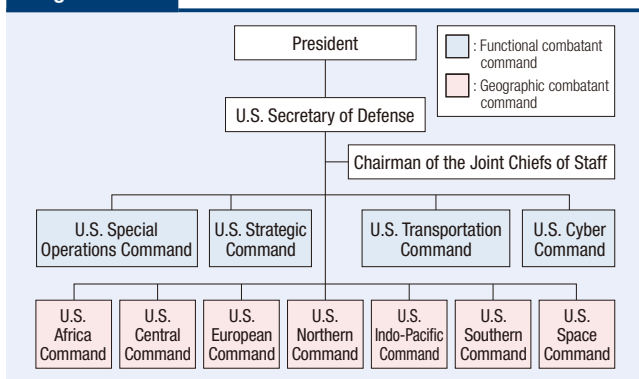 President
: Functional combatant
command
: Geographic combatant
command
U.S. Secretary of Defense
Chairman of the Joint Chiefs of Staff
U.S. Special
Operations Command
U.S. Strategic
Command
U.S. Transportation
Command
U.S. Cyber
Command
U.S.
Africa
Command
U.S.
Central
Command
U.S.
European
Command
U.S.
Northern
Command
U.S.
Indo-Pacific
Command
U.S.
Southern
Command
U.S.
Space
Command